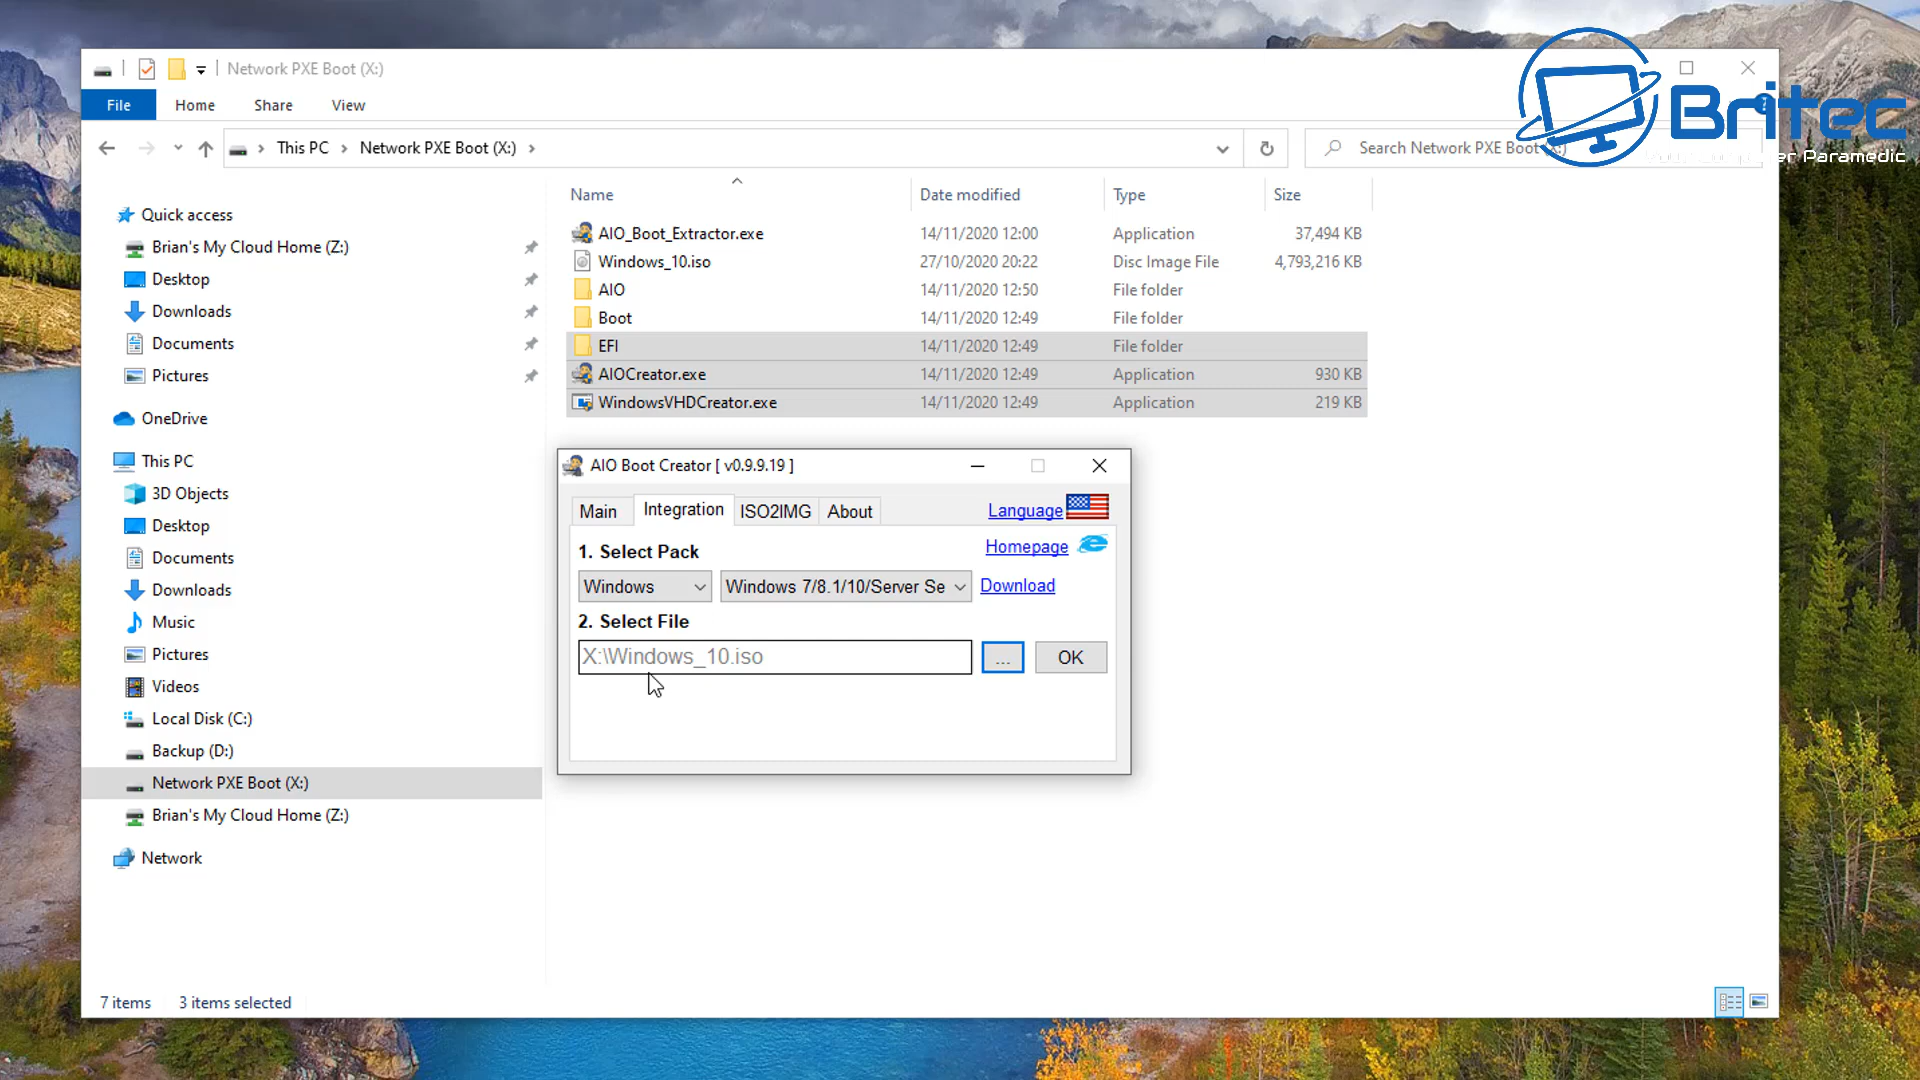 Network PXE Boot (X:)
File Home Share View
This PC Network PXE Boot (X:)
Search Network PXE Boot
Britec
Paramedic
Name Date modified Type Size
AIO_Boot_Extractor.exe 14/11/2020 12:00 Application 37,494 KB
Windows_10.iso 27/10/2020 20:22 Disc Image File 4,793,216 KB
AIO 14/11/2020 12:50 File folder
Boot 14/11/2020 12:49 File folder
EFI 14/11/2020 12:49 File folder
AIOCreator.exe 14/11/2020 12:49 Application 930 KB
WindowsVHDCreator.exe 14/11/2020 12:49 Application 219 KB
Quick access
Brian's My Cloud Home (Z:)
Desktop
Downloads
Documents
Pictures
OneDrive
This PC
3D Objects
Desktop
Documents
Downloads
Music
Pictures
Videos
Local Disk (C:)
Backup (D:)
Network PXE Boot (X:)
Brian's My Cloud Home (Z:)
Network
AIO Boot Creator [ v0.9.9.19 ]
Main Integration ISO2IMG About Language
1. Select Pack Homepage
Windows Windows 7/8.1/10/Server Se Download
2. Select File
X:\Windows_10.iso ... OK
7 items 3 items selected